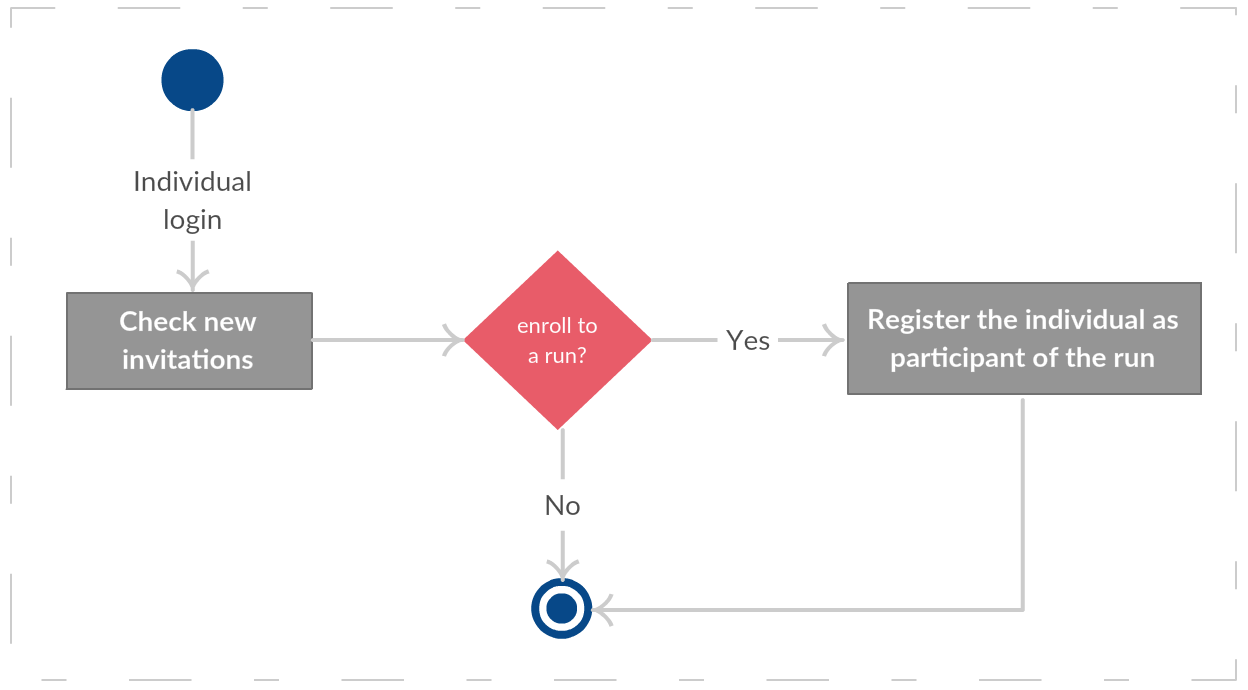 Individual
login
Check new
invitations
enroll to
a run?
Yes
Register the individual as
participant of the run
No